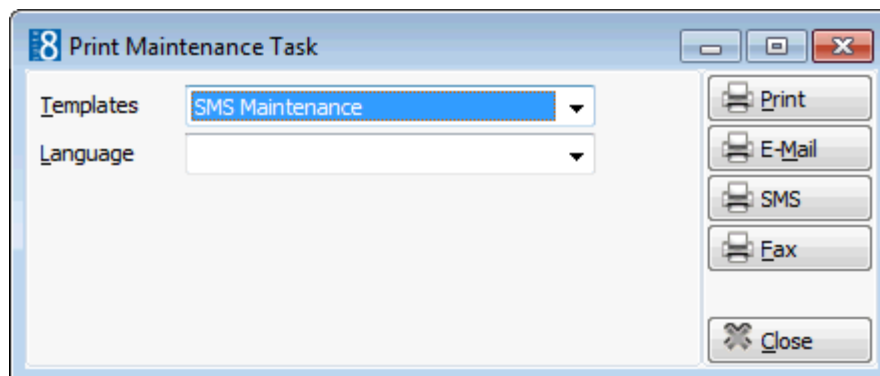 8 Print Maintenance Task
Templates SMS Maintenance
Language
Print
E-Mail
SMS
Fax
Close